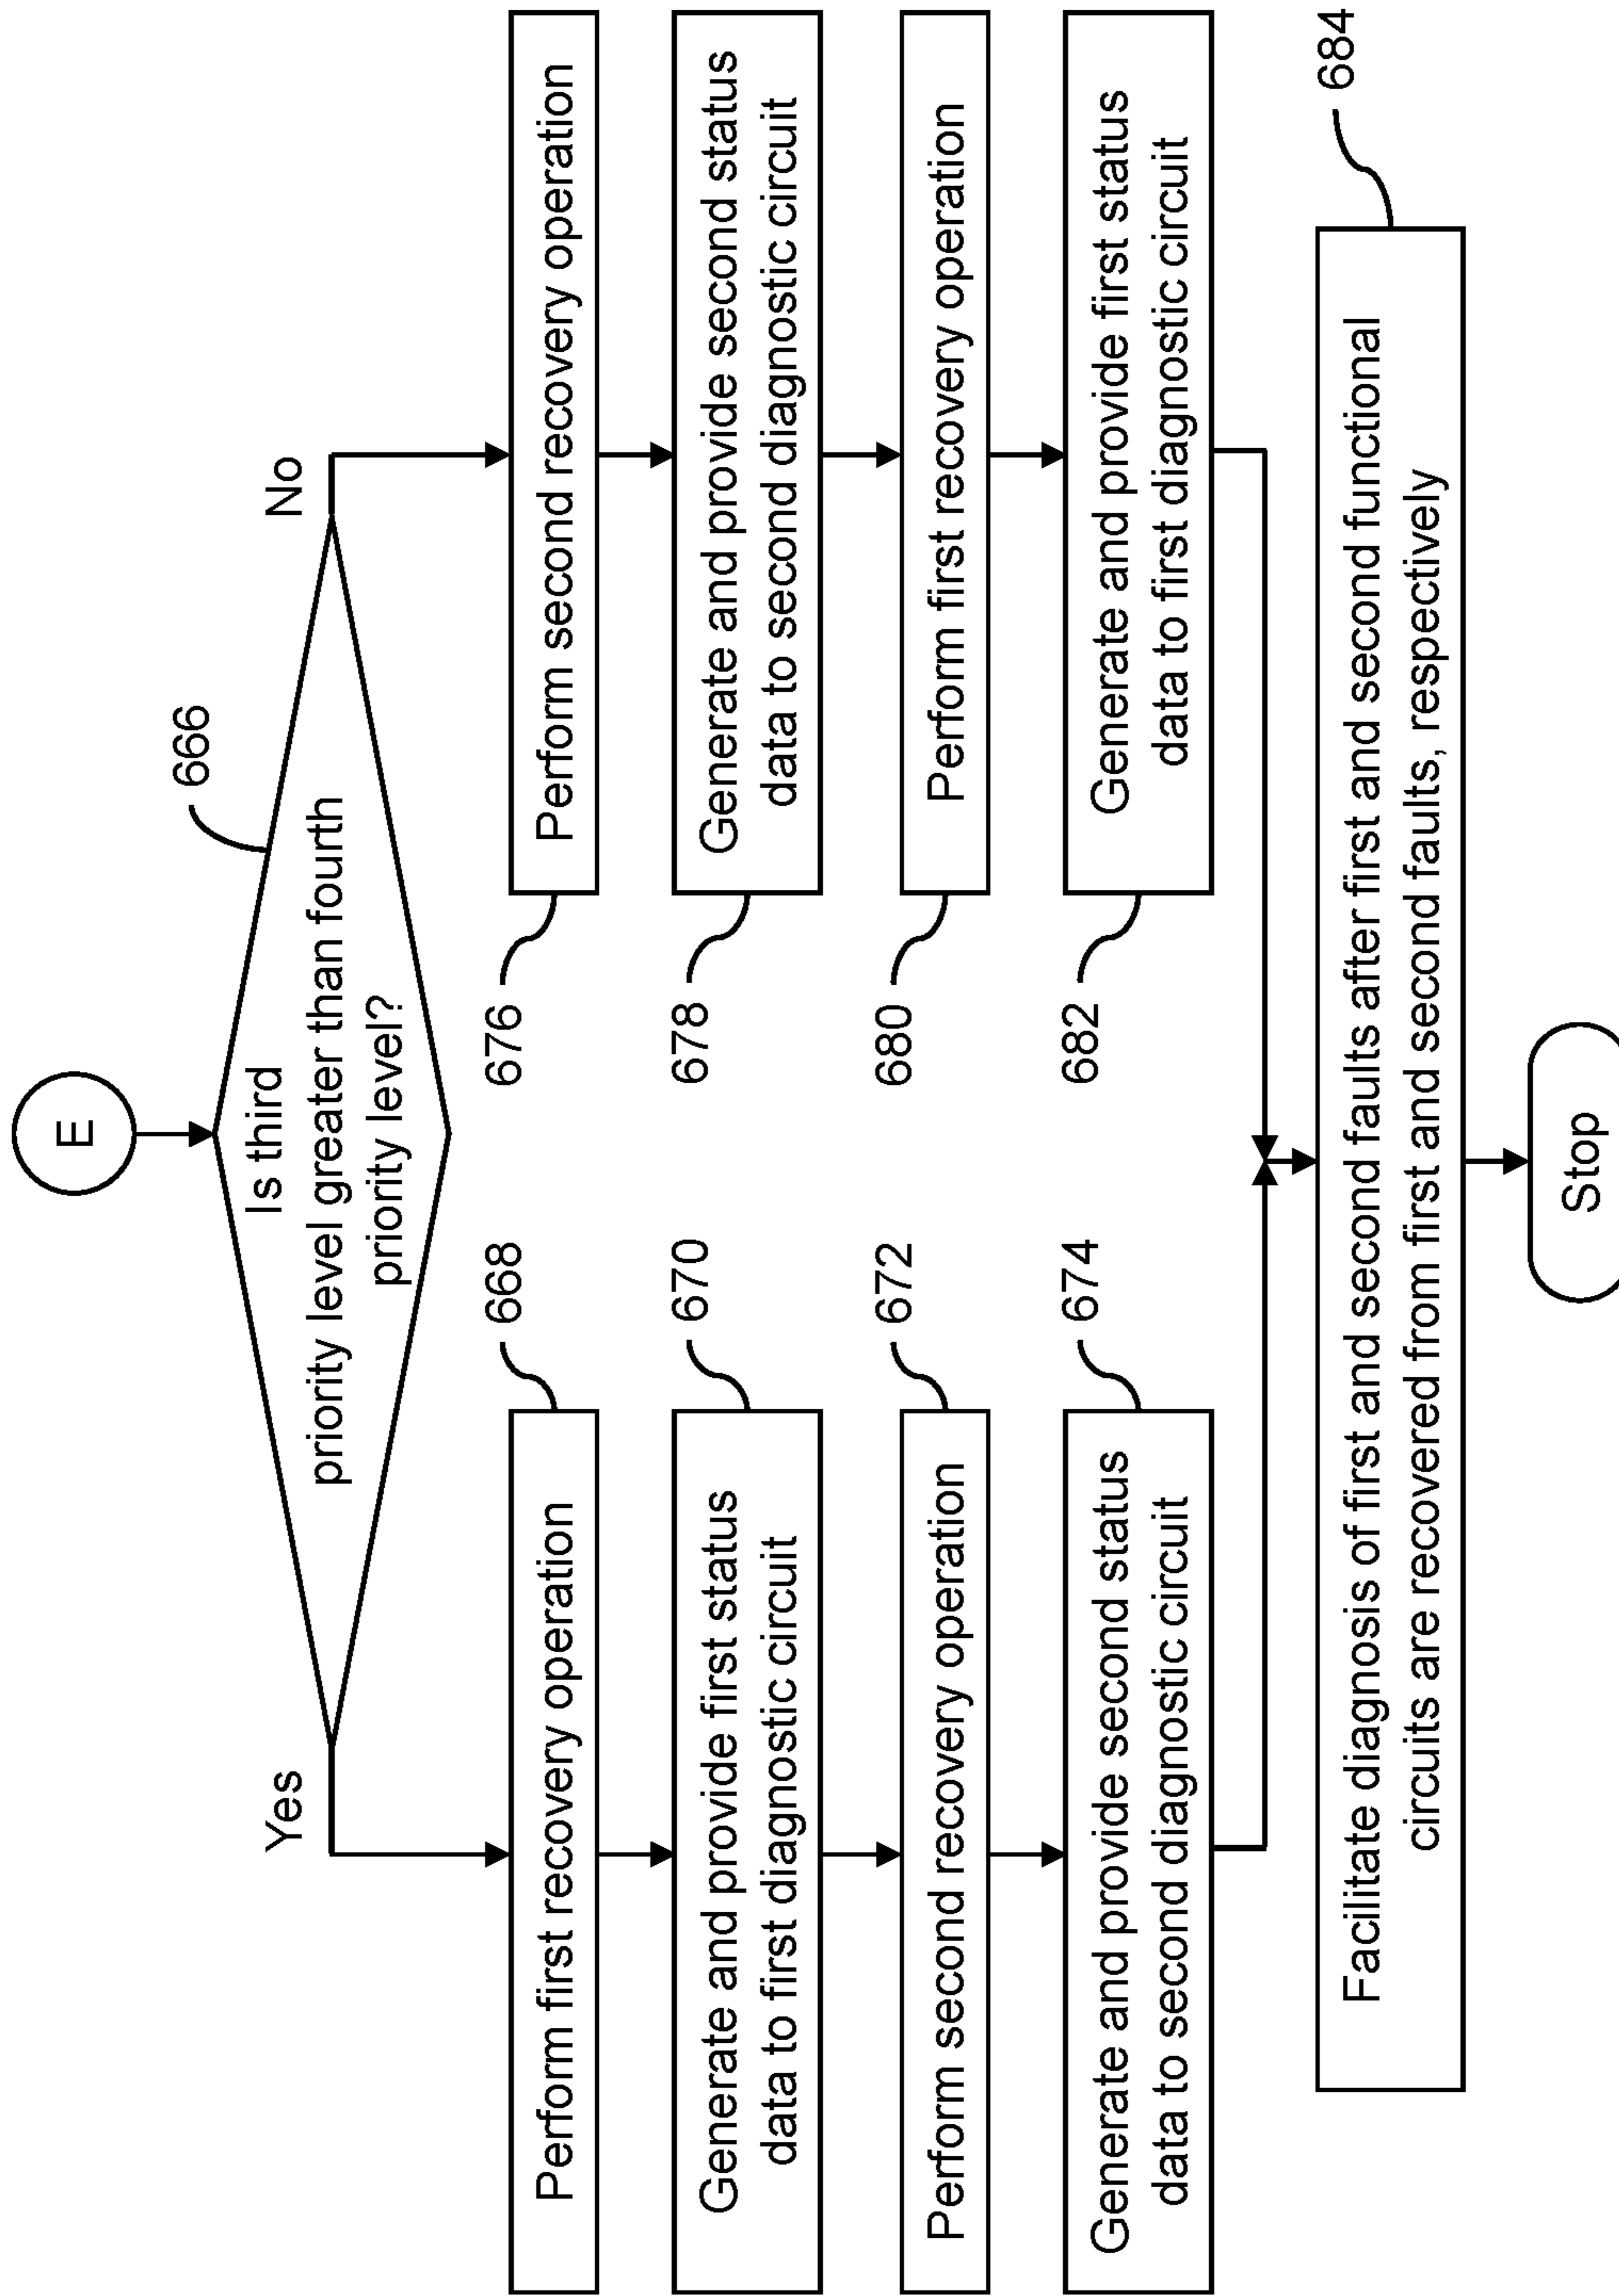 E
666
Is third
priority level greater than fourth
priority level?
Yes
No
668
Perform first recovery operation
670
Generate and provide first status
data to first diagnostic circuit
672
Perform second recovery operation
674
Generate and provide second status
data to second diagnostic circuit
676
Perform second recovery operation
678
Generate and provide second status
data to second diagnostic circuit
680
Perform first recovery operation
682
Generate and provide first status
data to first diagnostic circuit
684
Facilitate diagnosis of first and second faults after first and second functional
circuits are recovered from first and second faults, respectively
Stop